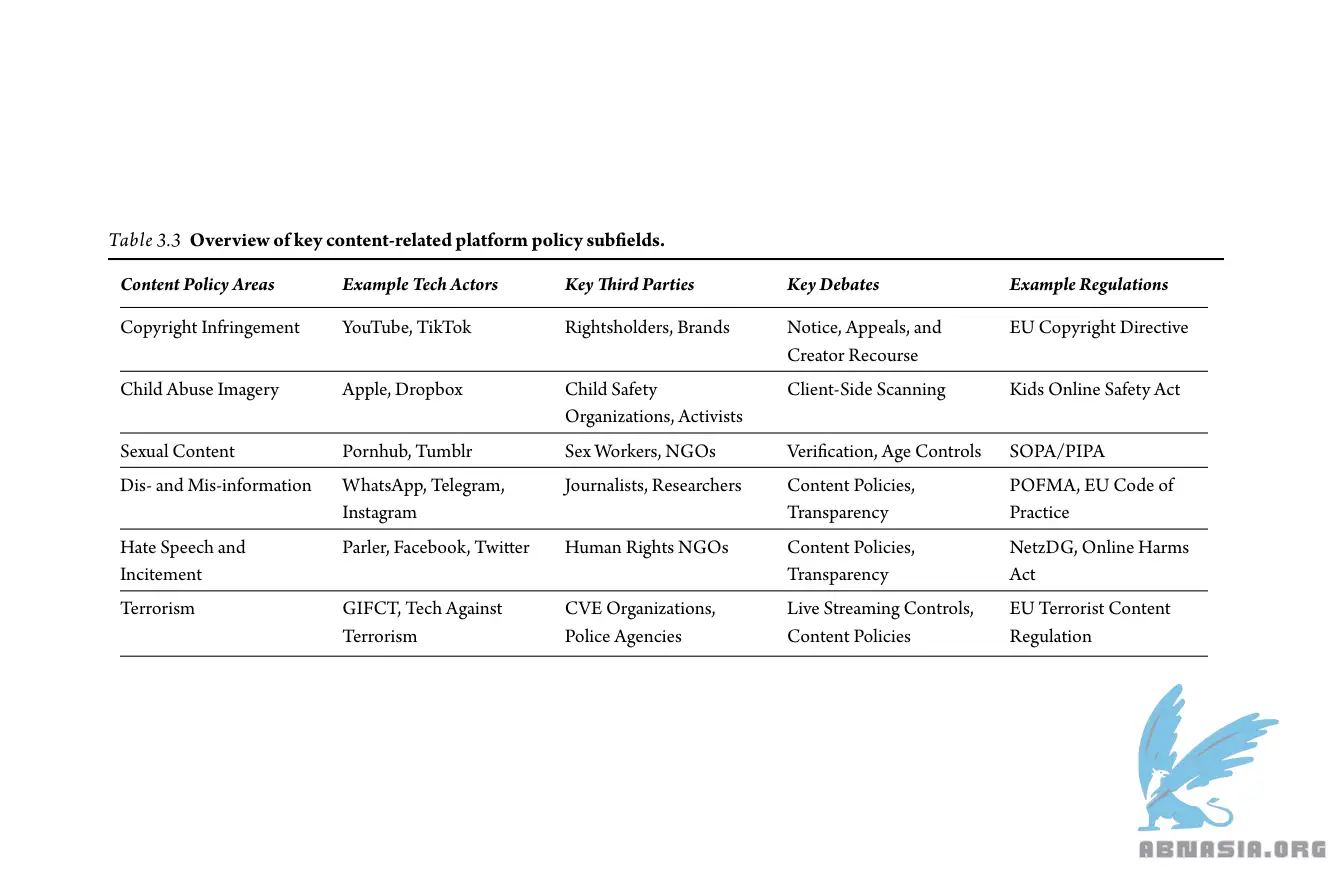 Table 3.3 Overview of key content-related platform policy subfields.
Content Policy Areas Example Tech Actors Key Third Parties Key Debates Example Regulations
Copyright Infringement YouTube, TikTok Rightsholders, Brands Notice, Appeals, and EU Copyright Directive
Creator Recourse
Child Abuse Imagery Apple, Dropbox Child Safety Client-Side Scanning Kids Online Safety Act
Organizations, Activists
Sexual Content Pornhub, Tumblr Sex Workers, NGOs Verification, Age Controls SOPA/PIPA
Dis- and Mis-information WhatsApp, Telegram, Journalists, Researchers Content Policies, POFMA, EU Code of
Instagram Transparency Practice
Hate Speech and Parler, Facebook, Twitter Human Rights NGOs Content Policies, NetzDG, Online Harms
Incitement Transparency Act
Terrorism GIFCT, Tech Against CVE Organizations, Live Streaming Controls, EU Terrorist Content
Terrorism Police Agencies Content Policies Regulation
ABNASIA.ORG